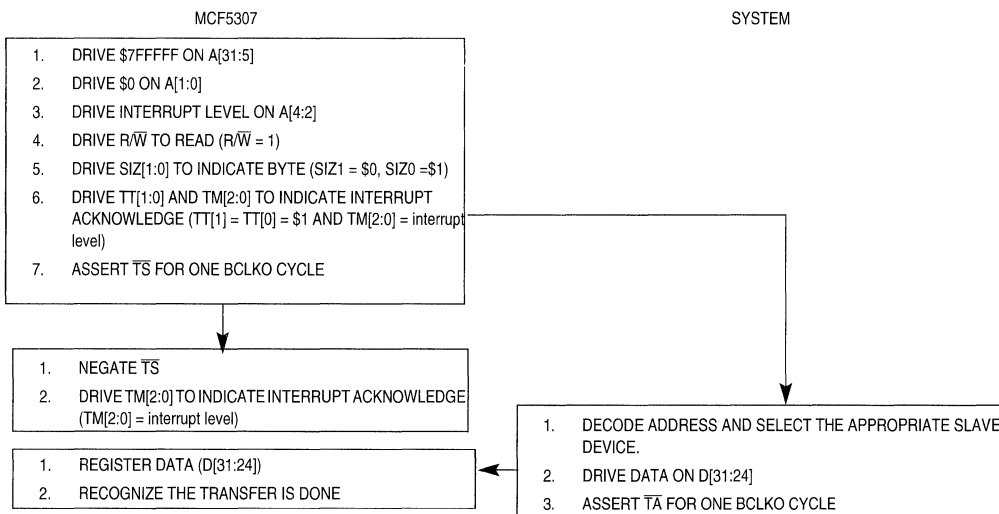 MCF5307
SYSTEM
1. DRIVE $7FFFFF ON A[31:5]
2. DRIVE $0 ON A[1:0]
3. DRIVE INTERRUPT LEVEL ON A[4:2]
4. DRIVE R/W̅ TO READ (R/W̅ = 1)
5. DRIVE SIZ[1:0] TO INDICATE BYTE (SIZ1 = $0, SIZ0 =$1)
6. DRIVE TT[1:0] AND TM[2:0] TO INDICATE INTERRUPT
ACKNOWLEDGE (TT[1] = TT[0] = $1 AND TM[2:0] = interrupt
level)
7. ASSERT T̅S̅ FOR ONE BCLKO CYCLE
1. NEGATE T̅S̅
2. DRIVE TM[2:0] TO INDICATE INTERRUPT ACKNOWLEDGE
(TM[2:0] = interrupt level)
1. DECODE ADDRESS AND SELECT THE APPROPRIATE SLAVE
DEVICE.
2. DRIVE DATA ON D[31:24]
3. ASSERT T̅A̅ FOR ONE BCLKO CYCLE
1. REGISTER DATA (D[31:24])
2. RECOGNIZE THE TRANSFER IS DONE